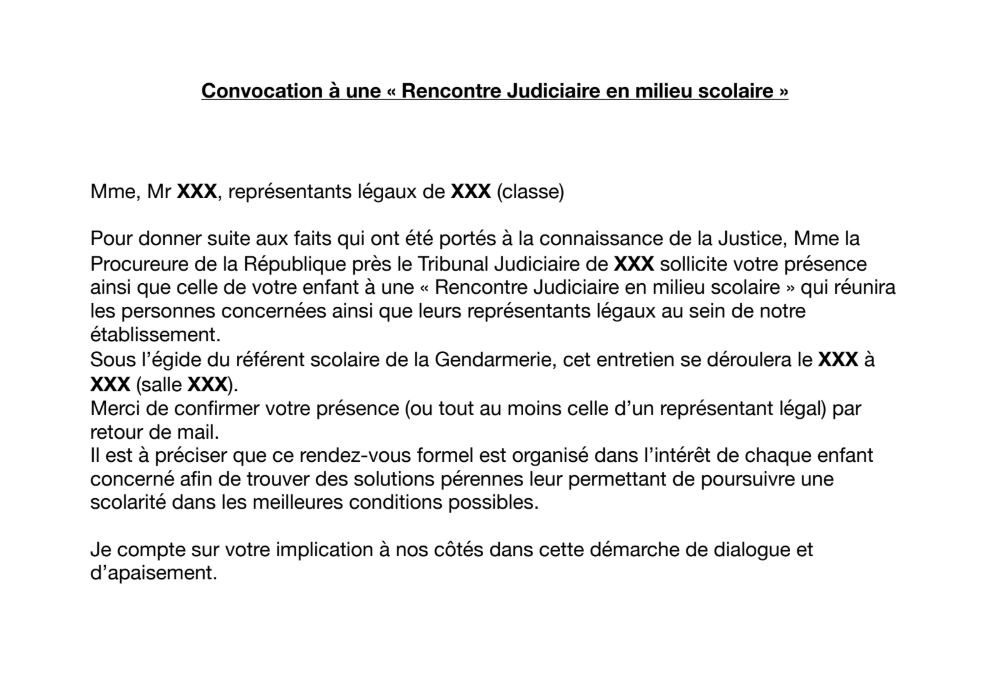 Convocation à une « Rencontre Judiciaire en milieu scolaire »
Mme, Mr XXX, représentants légaux de XXX (classe)
Pour donner suite aux faits qui ont été portés à la connaissance de la Justice, Mme la
Procureure de la République près le Tribunal Judiciaire de XXX sollicite votre présence
ainsi que celle de votre enfant à une « Rencontre Judiciaire en milieu scolaire » qui réunira
les personnes concernées ainsi que leurs représentants légaux au sein de notre
établissement.
Sous l’égide du référent scolaire de la Gendarmerie, cet entretien se déroulera le XXX à
XXX (salle XXX).
Merci de confirmer votre présence (ou tout au moins celle d’un représentant légal) par
retour de mail.
Il est à préciser que ce rendez-vous formel est organisé dans l’intérêt de chaque enfant
concerné afin de trouver des solutions pérennes leur permettant de poursuivre une
scolarité dans les meilleures conditions possibles.
Je compte sur votre implication à nos côtés dans cette démarche de dialogue et
d’apaisement.